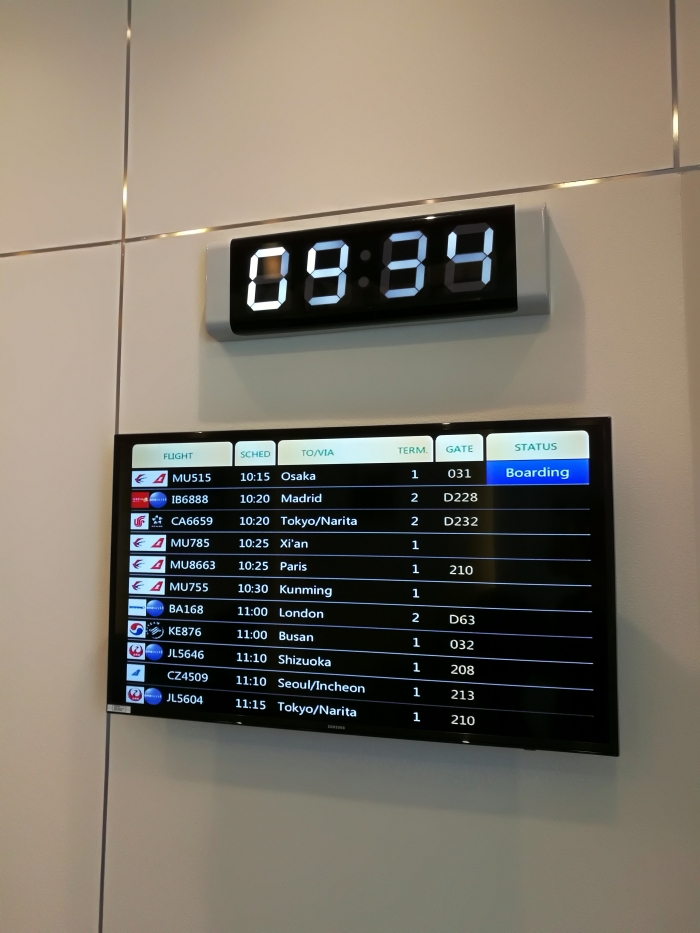 09:34
FLIGHT SCHED TO/VIA TERM. GATE STATUS
MU515 10:15 Osaka 1 031 Boarding
IB6888 10:20 Madrid 2 D228
CA6659 10:20 Tokyo/Narita 2 D232
MU785 10:25 Xi'an 1
MU8663 10:25 Paris 1 210
MU755 10:30 Kunming 1
BA168 11:00 London 2 D63
KE876 11:00 Busan 1 032
JL5646 11:10 Shizuoka 1 208
CZ4509 11:10 Seoul/Incheon 1 213
JL5604 11:15 Tokyo/Narita 1 210
SAMSUNG